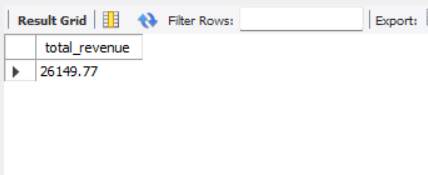 Result Grid Filter Rows: Export:
total_revenue
26149.77